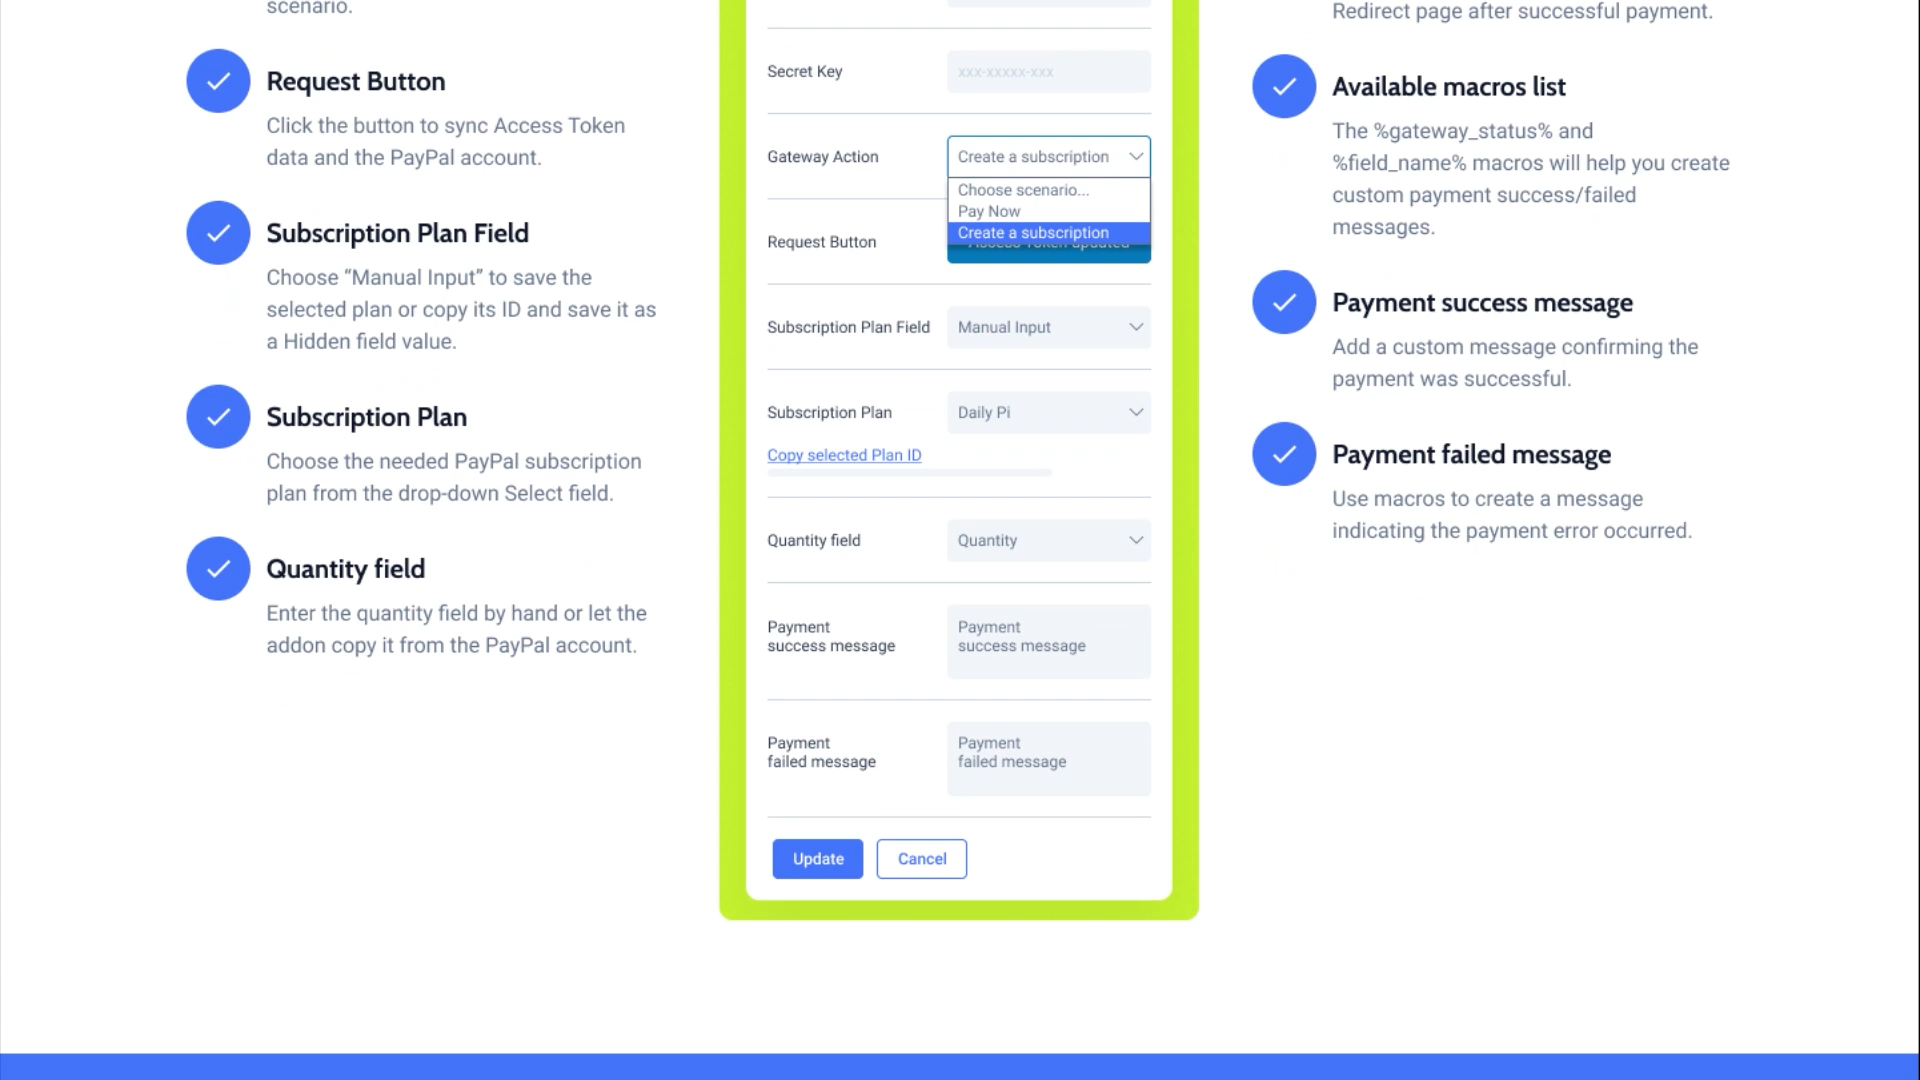 scenario.
Request Button
Click the button to sync Access Token
data and the PayPal account.
Subscription Plan Field
Choose “Manual Input” to save the
selected plan or copy its ID and save it as
a Hidden field value.
Subscription Plan
Choose the needed PayPal subscription
plan from the drop-down Select field.
Quantity field
Enter the quantity field by hand or let the
addon copy it from the PayPal account.
Secret Key
xxx-xxxxx-xxx
Gateway Action
Create a subscription
Choose scenario...
Pay Now
Create a subscription
Request Button
Access Token updated
Subscription Plan Field
Manual Input
Subscription Plan
Daily Pi
Copy selected Plan ID
Quantity field
Quantity
Payment
success message
Payment
success message
Payment
failed message
Payment
failed message
Update
Cancel
Redirect page after successful payment.
Available macros list
The %gateway_status% and
%field_name% macros will help you create
custom payment success/failed
messages.
Payment success message
Add a custom message confirming the
payment was successful.
Payment failed message
Use macros to create a message
indicating the payment error occurred.